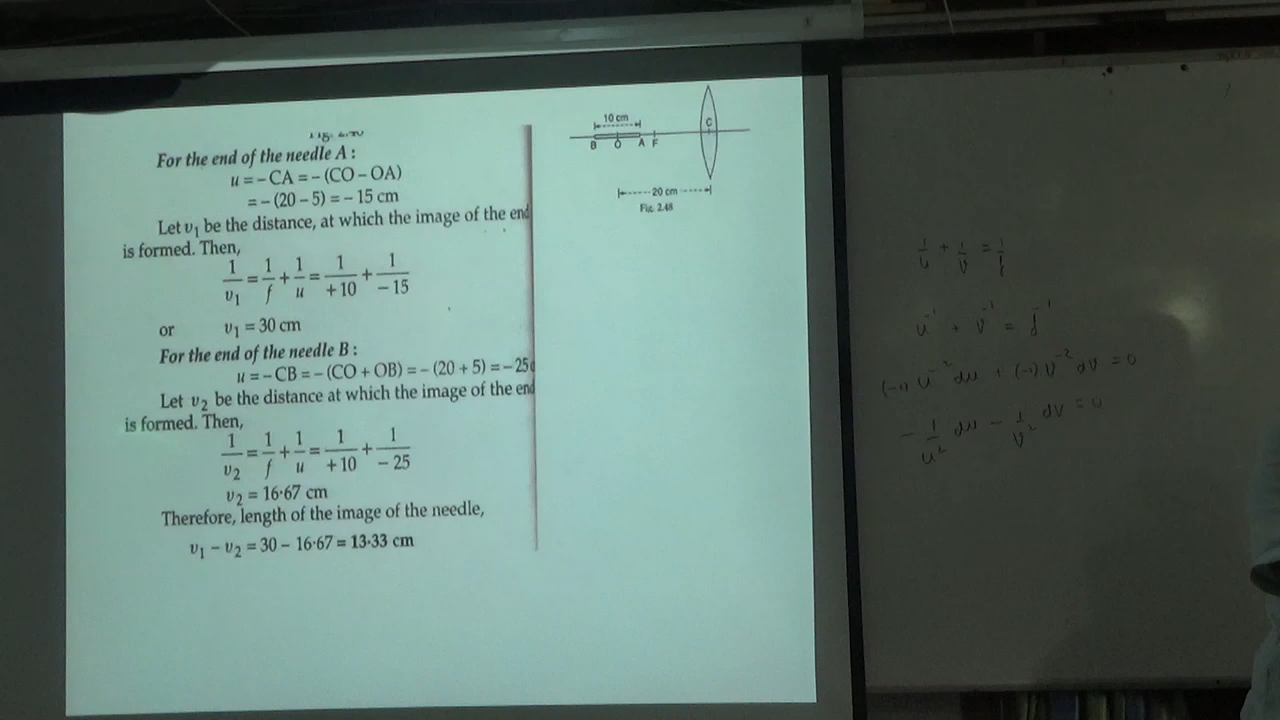 For the end of the needle A :
u = – CA = – (CO – OA)
= – (20 – 5) = – 15 cm
Let v₁ be the distance, at which the image of the end
is formed. Then,
1/v₁ = 1/f + 1/u = 1/+10 + 1/– 15
or v₁ = 30 cm
For the end of the needle B :
u = – CB = – (CO + OB) = – (20 + 5) = – 25
Let v₂ be the distance at which the image of the end
is formed. Then,
1/v₂ = 1/f + 1/u = 1/+10 + 1/– 25
v₂ = 16·67 cm
Therefore, length of the image of the needle,
v₁ – v₂ = 30 – 16·67 = 13·33 cm
10 cm
B O A F C
20 cm
Fig. 2.48
1/u + 1/v = 1/f
u⁻¹ + v⁻¹ = f⁻¹
(-1) u⁻² du + (-1) v⁻² dv = 0
- 1/u² du - 1/v² dv = 0